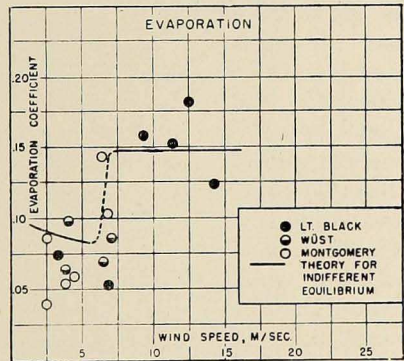 EVAPORATION
EVAPORATION COEFFICIENT
.20
.15
.10
.05
LT. BLACK
WÜST
MONTGOMERY
THEORY FOR
INDIFFERENT
EQUILIBRIUM
WIND SPEED, M/SEC.
5
10
15
20
25